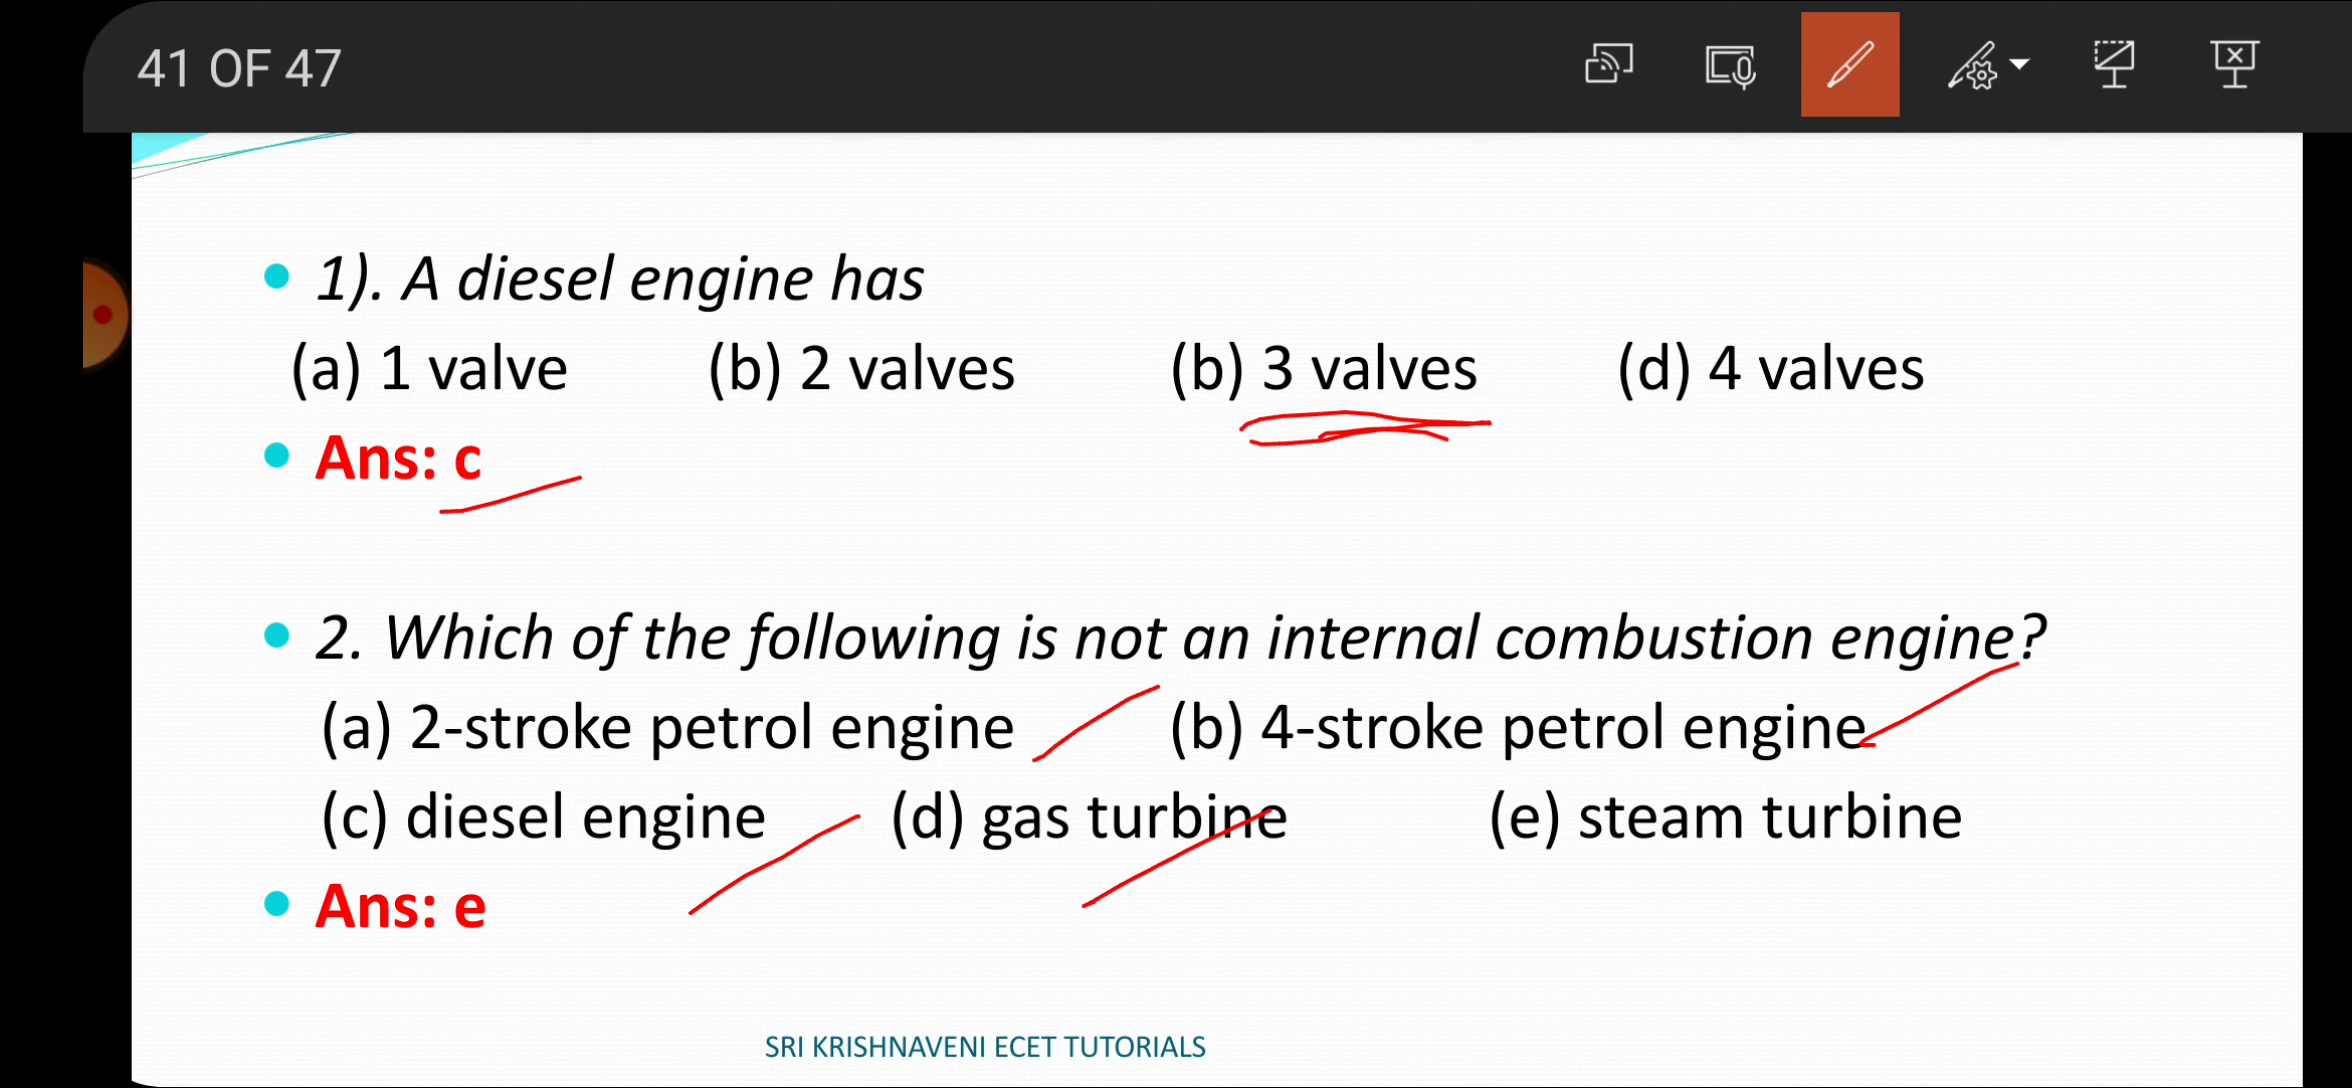 41 OF 47
1). A diesel engine has
(a) 1 valve (b) 2 valves (b) 3 valves (d) 4 valves
Ans: c
2. Which of the following is not an internal combustion engine?
(a) 2-stroke petrol engine (b) 4-stroke petrol engine
(c) diesel engine (d) gas turbine (e) steam turbine
Ans: e
SRI KRISHNAVENI ECET TUTORIALS